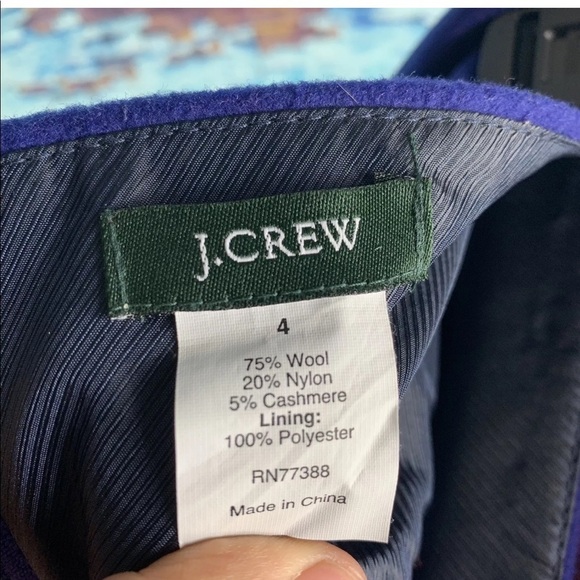 J.CREW
4
75% Wool
20% Nylon
5% Cashmere
Lining:
100% Polyester
RN77388
Made in China